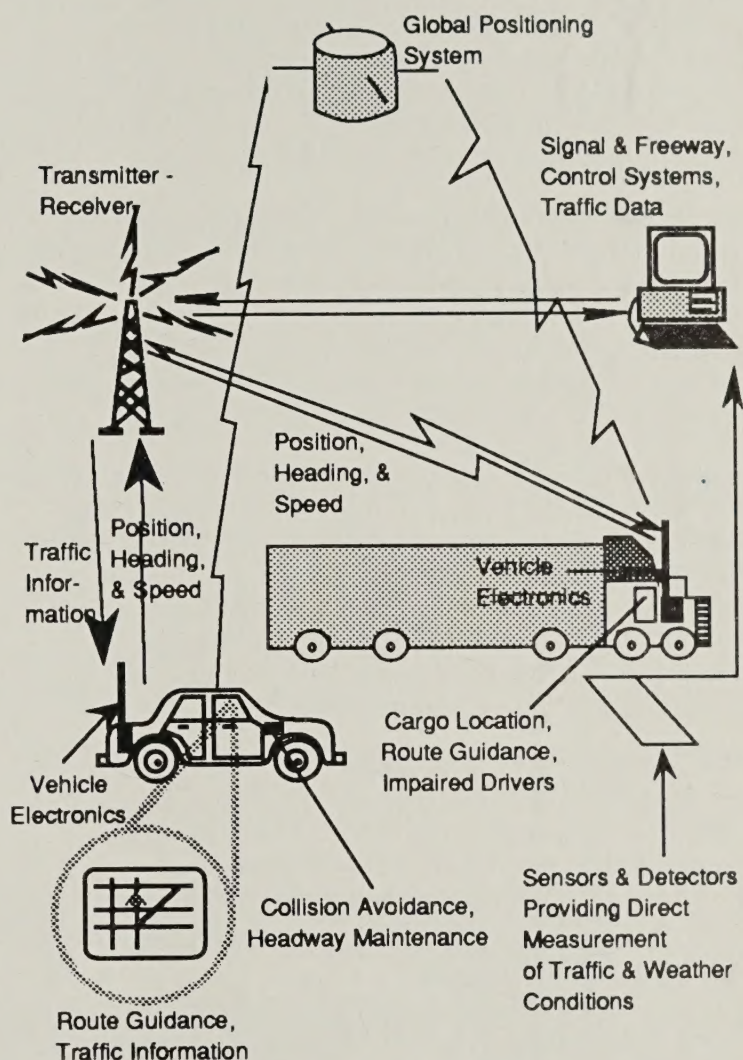 Global Positioning
System
Signal & Freeway,
Control Systems,
Traffic Data
Transmitter -
Receiver
Position,
Heading, &
Speed
Traffic
Infor-
mation
Position,
Heading,
& Speed
Vehicle
Electronics
Cargo Location,
Route Guidance,
Impaired Drivers
Vehicle
Electronics
Collision Avoidance,
Headway Maintenance
Sensors & Detectors
Providing Direct
Measurement
of Traffic & Weather
Conditions
Route Guidance,
Traffic Information